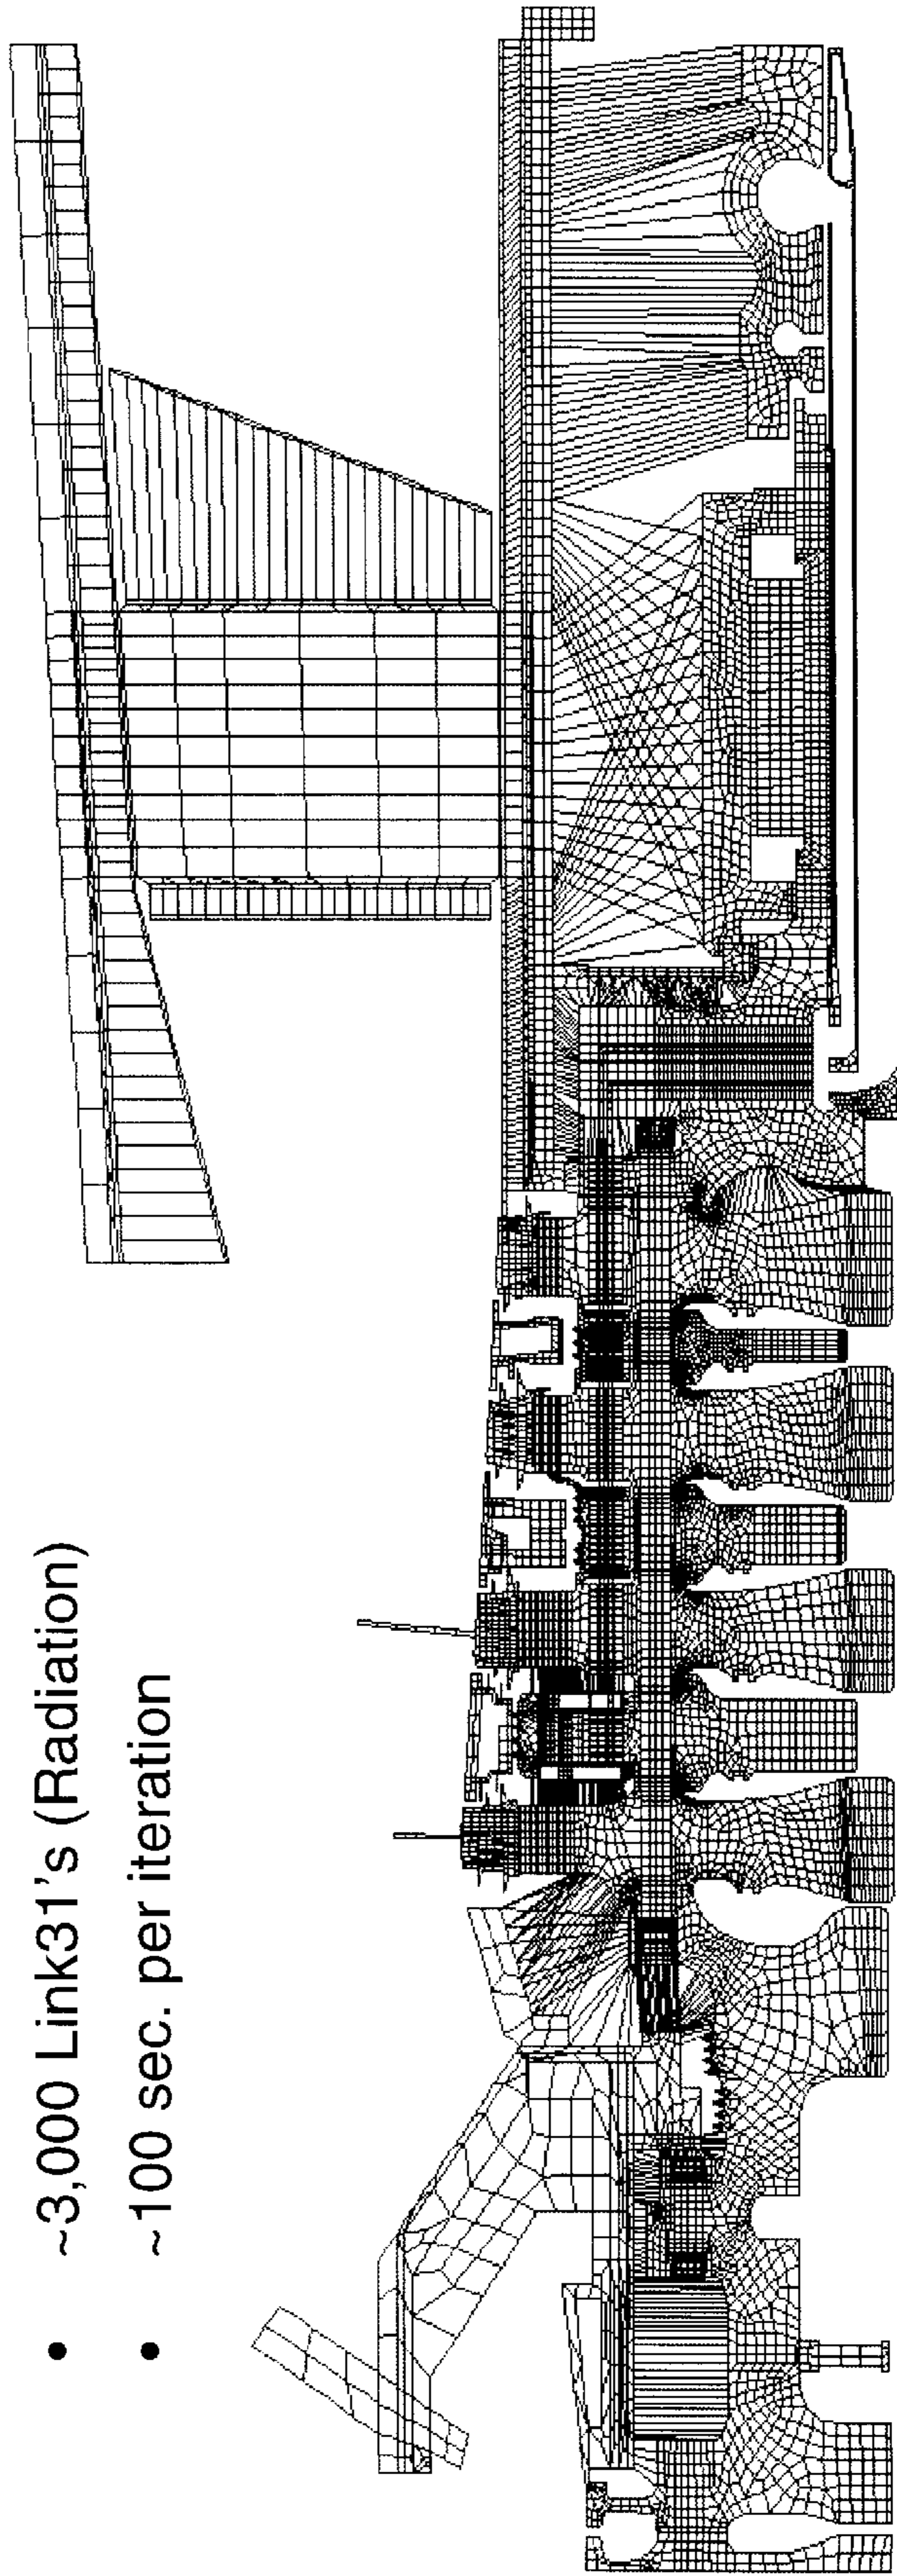 • ~3,000 Link31's (Radiation)
• ~100 sec. per iteration